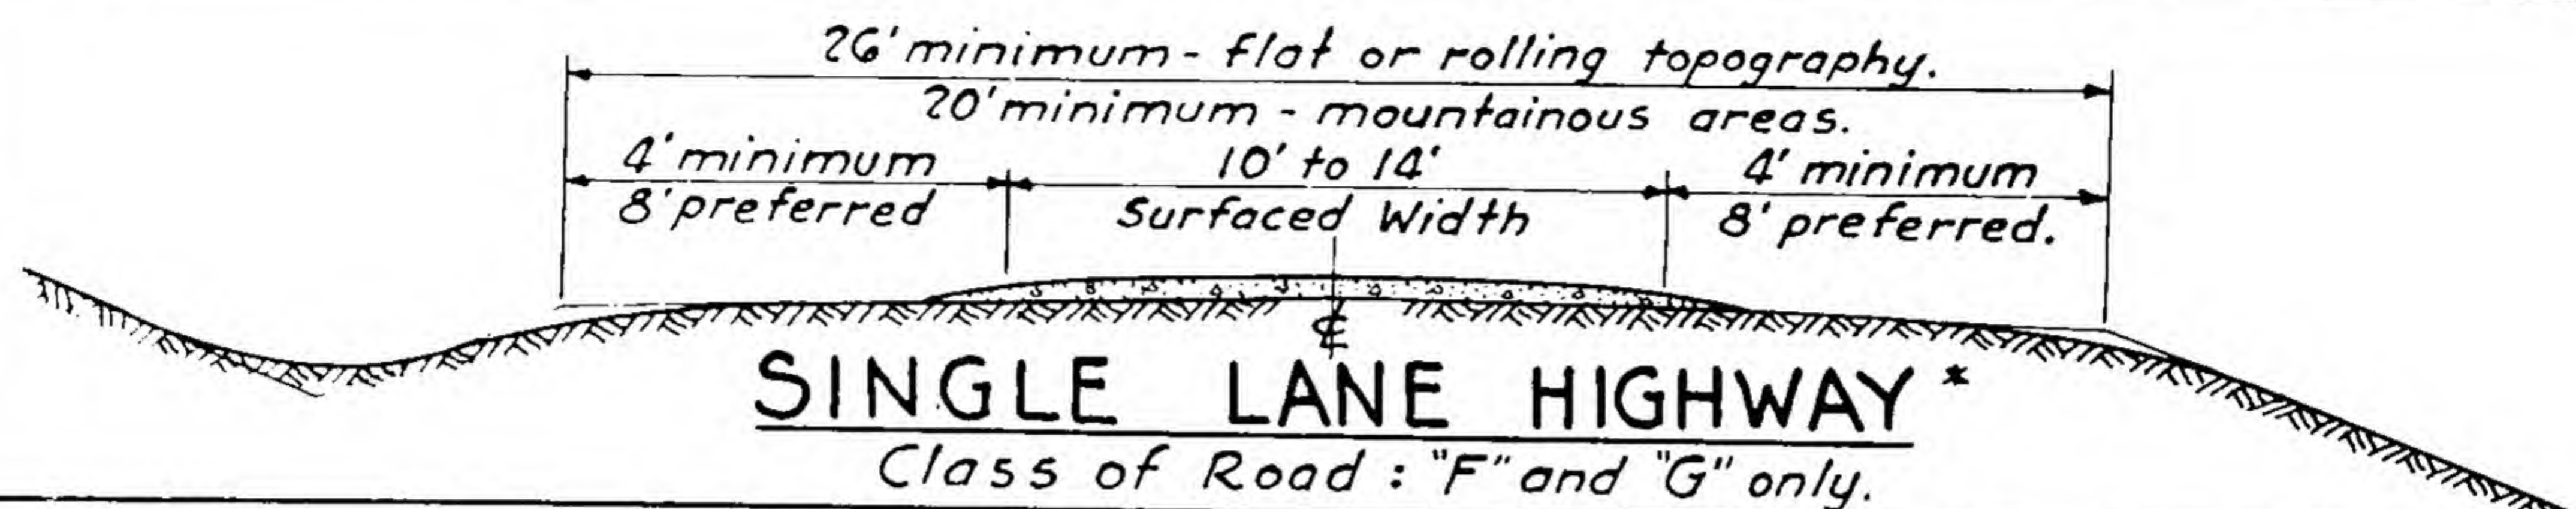 26' minimum - flat or rolling topography.
20' minimum - mountainous areas.
4' minimum
10' to 14'
4' minimum
8' preferred
Surfaced Width
8' preferred.
℄
SINGLE LANE HIGHWAY*
Class of Road : "F" and "G" only.